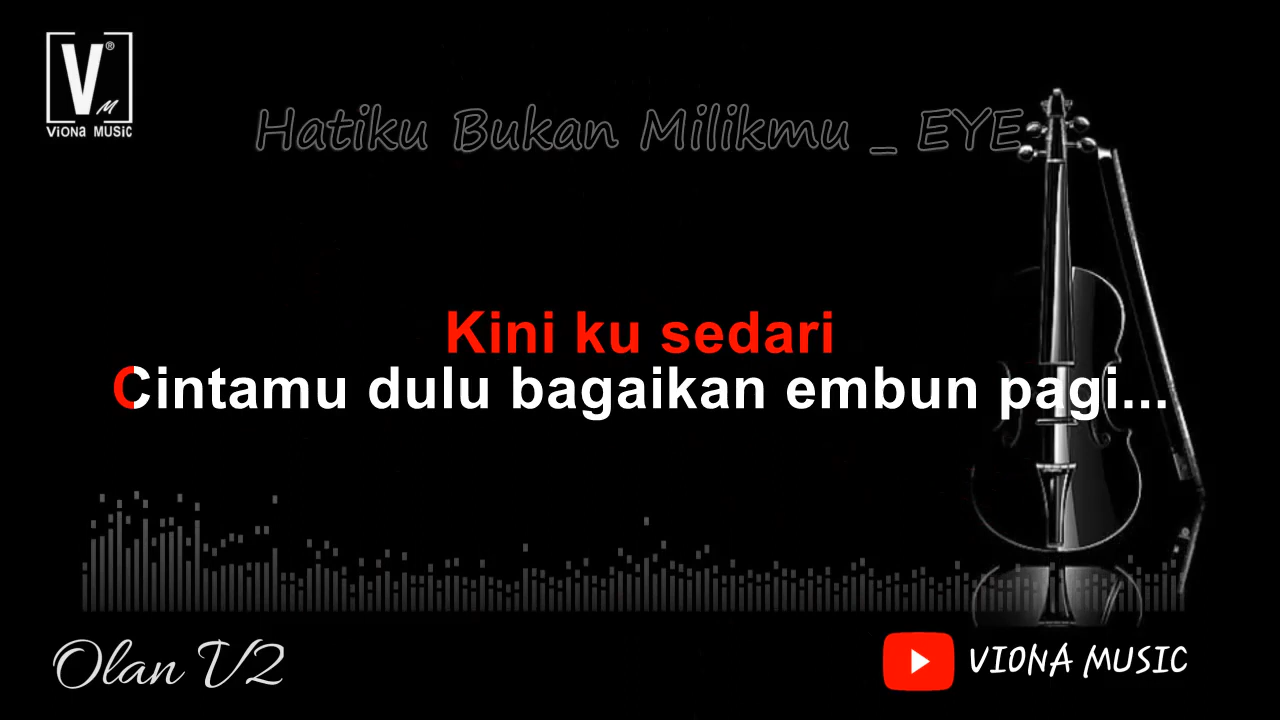 V®
M
VIONA MUSIC
Hatiku Bukan Milikmu _ EYE
Kini ku sedari
Cintamu dulu bagaikan embun pagi...
Olan V2
VIONA MUSIC